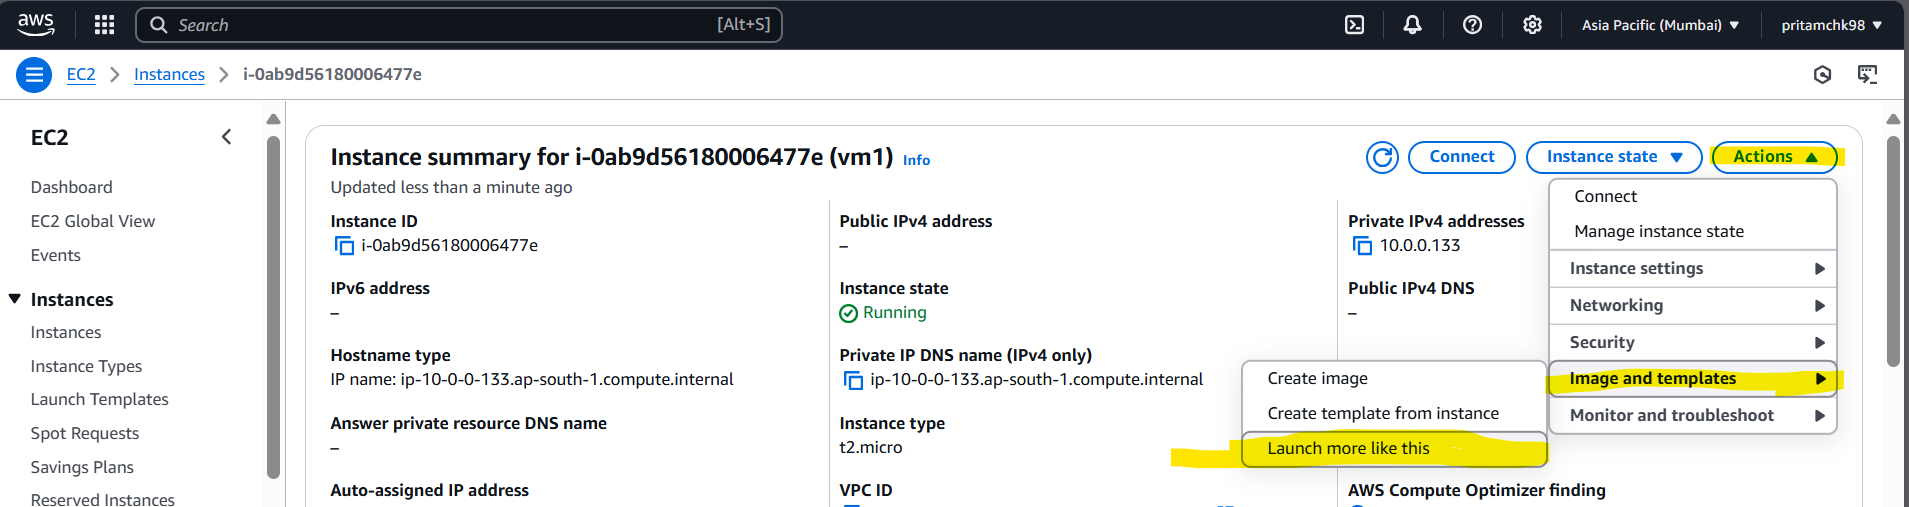 aws
Search
[Alt+S]
Asia Pacific (Mumbai)
pritamchk98
EC2
Instances
i-0ab9d56180006477e
EC2
Dashboard
EC2 Global View
Events
Instances
Instances
Instance Types
Launch Templates
Spot Requests
Savings Plans
Reserved Instances
Instance summary for i-0ab9d56180006477e (vm1) Info
Updated less than a minute ago
Connect
Instance state
Actions
Instance ID
i-0ab9d56180006477e
Public IPv4 address
–
Private IPv4 addresses
10.0.0.133
IPv6 address
–
Instance state
Running
Public IPv4 DNS
–
Hostname type
IP name: ip-10-0-0-133.ap-south-1.compute.internal
Private IP DNS name (IPv4 only)
ip-10-0-0-133.ap-south-1.compute.internal
Answer private resource DNS name
–
Instance type
t2.micro
Auto-assigned IP address
VPC ID
AWS Compute Optimizer finding
Connect
Manage instance state
Instance settings
Networking
Security
Image and templates
Monitor and troubleshoot
Create image
Create template from instance
Launch more like this